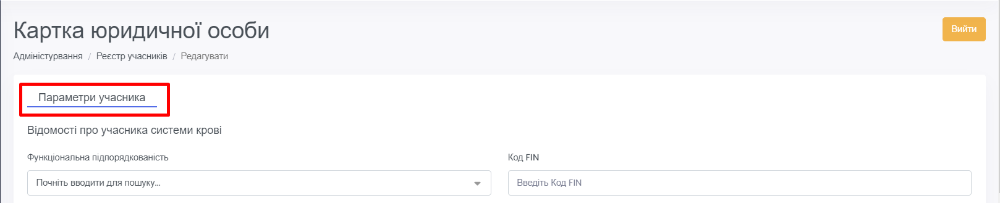 Картка юридичної особи
Вийти
Адміністурвання / Реєстр учасників / Редагувати
Параметри учасника
Відомості про учасника системи крові
Функціональна підпорядкованість
Код FIN
Почніть вводити для пошуку...
Введіть Код FIN